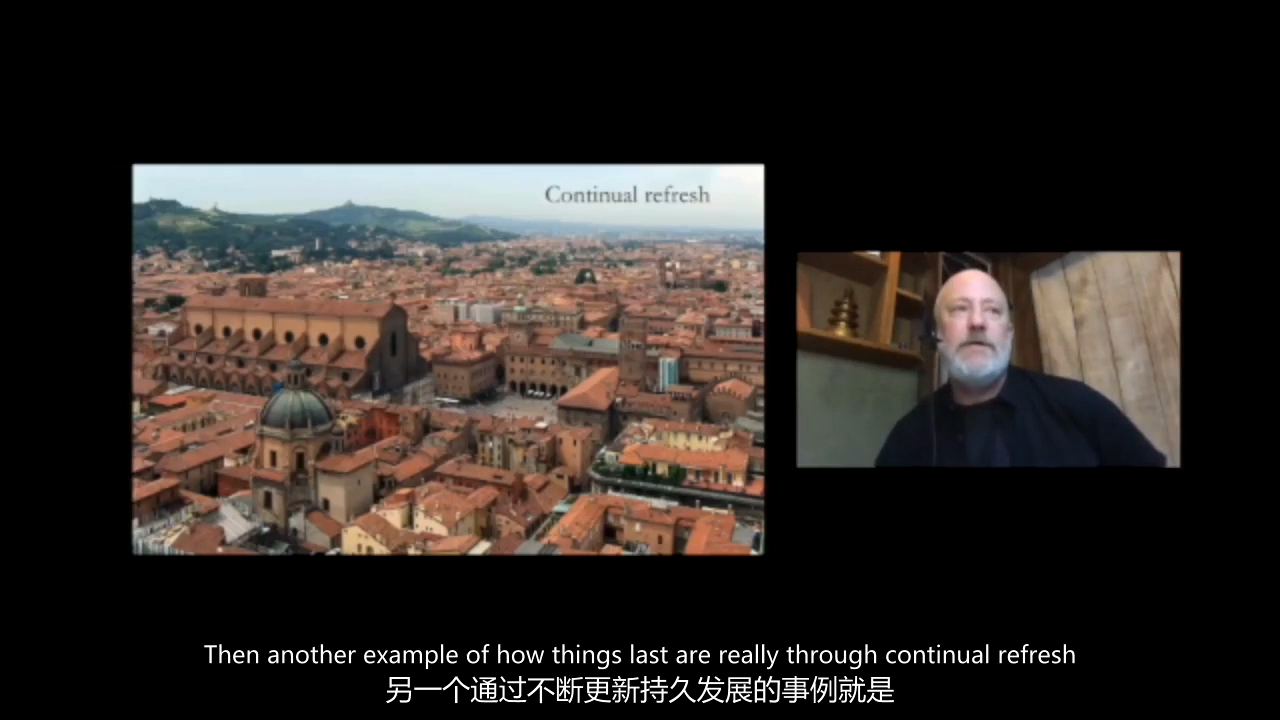 Continual refresh
Then another example of how things last are really through continual refresh
另一个通过不断更新持久发展的事例就是